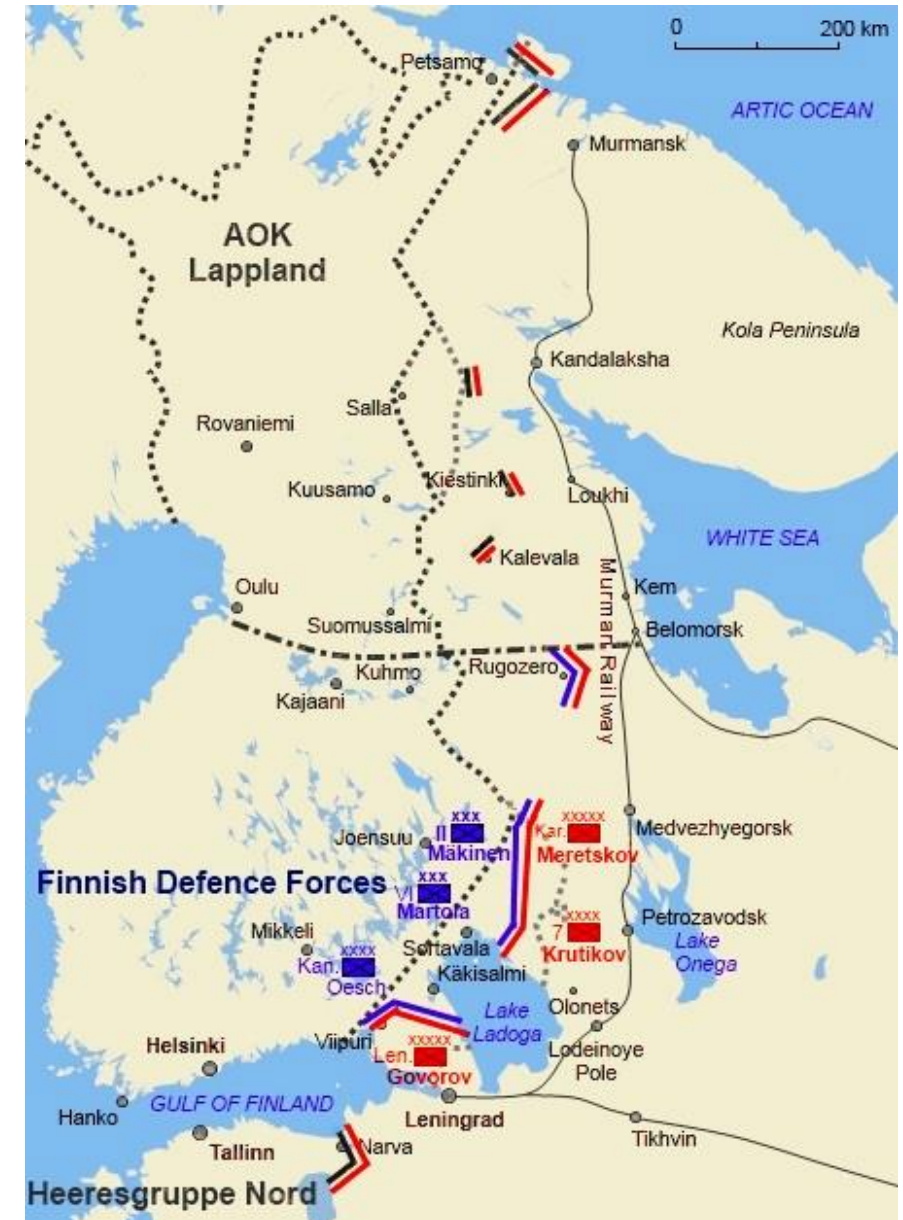 0 200 km
Petsamo
ARTIC OCEAN
Murmansk
AOK
Lappland
Kola Peninsula
Kandalaksha
Salla
Rovaniemi
Kiestinki
Kuusamo
Loukhi
WHITE SEA
Kalevala
Murman Railway
Oulu
Kem
Suomussalmi
Belomorsk
Kuhmo
Rugozero
Kajaani
xxx
II
Mäkinen
xxxxx
Kar.
Meretskov
Medvezhyegorsk
Joensuu
Finnish Defence Forces
xxx
VI
Martola
xxxx
7
Krutikov
Petrozavodsk
Lake
Onega
Mikkeli
Sortavala
xxxx
Kan.
Oesch
Käkisalmi
Olonets
Lake
Ladoga
Viipuri
Lodeinoye
Pole
xxxxx
Len.
Govorov
Helsinki
Leningrad
Hanko
GULF OF FINLAND
Tallinn
Narva
Tikhvin
Heeresgruppe Nord